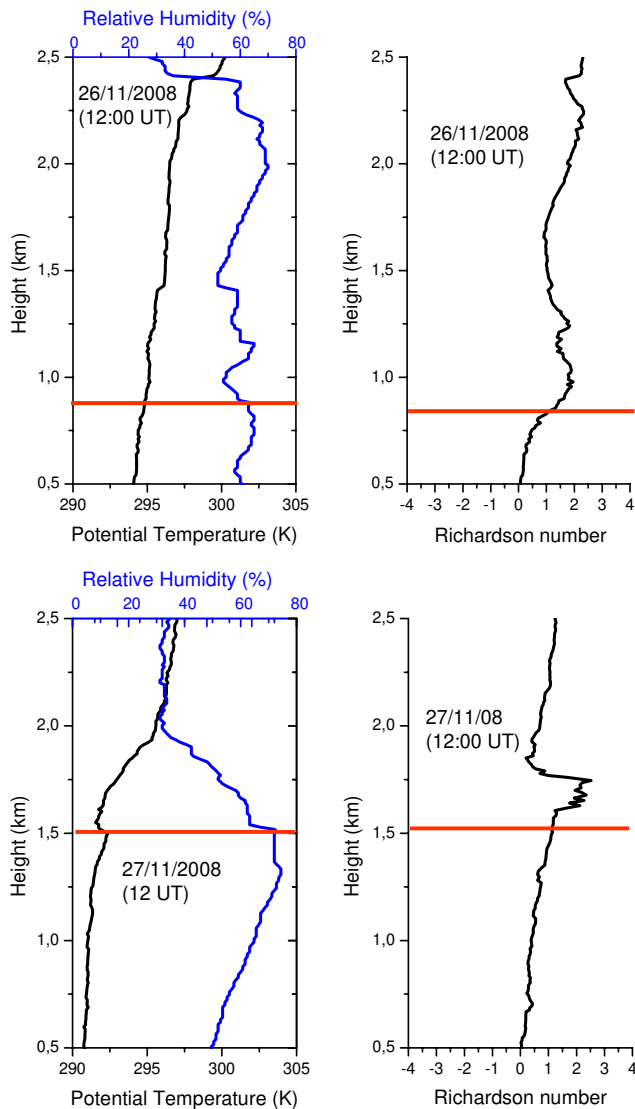 Relative Humidity (%)
0 20 40 60 80
2,5
2,0
1,5
1,0
0,5
Height (km)
26/11/2008
(12:00 UT)
290 295 300 305
Potential Temperature (K)
2,5
2,0
1,5
1,0
0,5
Height (km)
26/11/2008
(12:00 UT)
-4 -3 -2 -1 0 1 2 3 4
Richardson number
Relative Humidity (%)
0 20 40 60 80
2,5
2,0
1,5
1,0
0,5
Height (km)
27/11/2008
(12 UT)
290 295 300 305
Potential Temperature (K)
2,5
2,0
1,5
1,0
0,5
Height (km)
27/11/08
(12:00 UT)
-4 -3 -2 -1 0 1 2 3 4
Richardson number